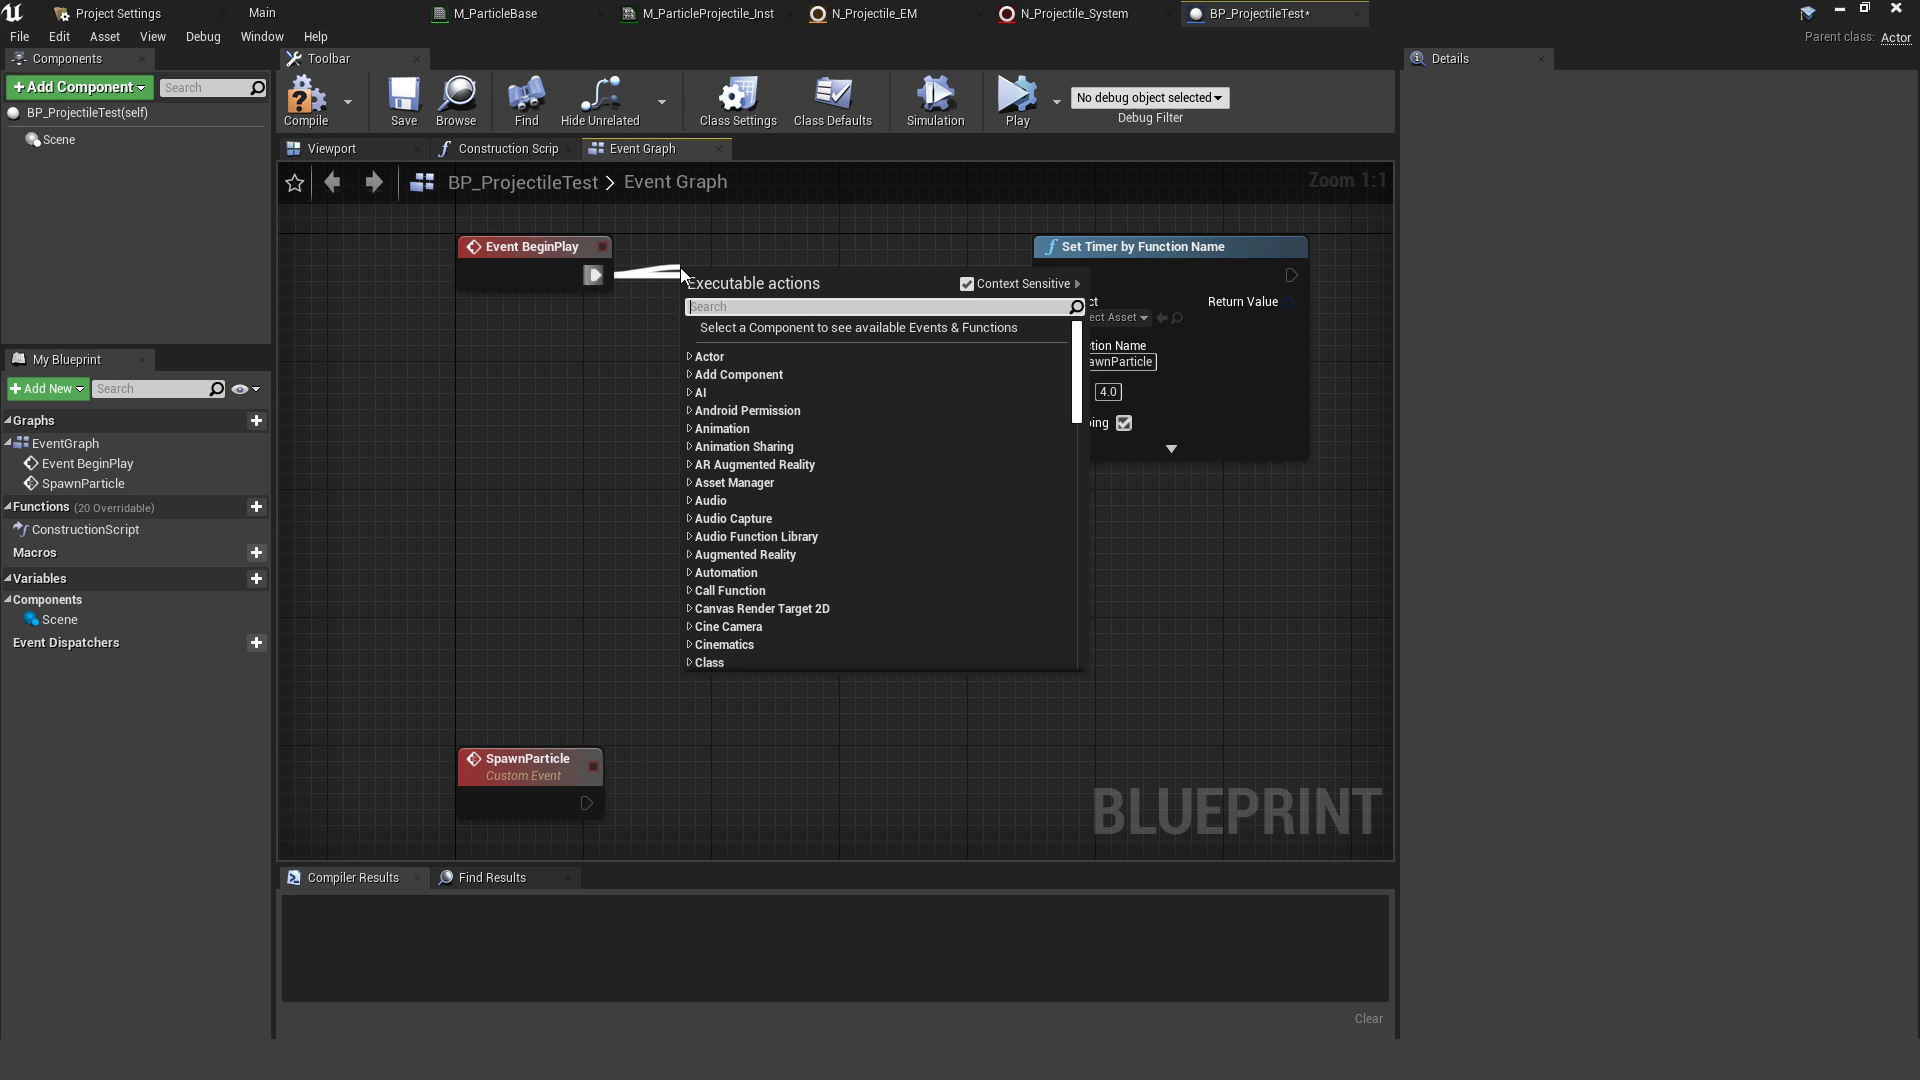 Project Settings
Main
M_ParticleBase
M_ParticleProjectile_Inst
N_Projectile_EM
N_Projectile_System
BP_ProjectileTest*
File Edit Asset View Debug Window Help
Parent class: Actor
Components
Toolbar
Details
+Add Component
Search
BP_ProjectileTest(self)
Scene
Compile
Save
Browse
Find
Hide Unrelated
Class Settings
Class Defaults
Simulation
Play
No debug object selected
Debug Filter
Viewport
Construction Scrip
Event Graph
BP_ProjectileTest > Event Graph
Zoom 1:1
Event BeginPlay
Set Timer by Function Name
Executable actions
Context Sensitive
Search
Select a Component to see available Events & Functions
Actor
Add Component
AI
Android Permission
Animation
Animation Sharing
AR Augmented Reality
Asset Manager
Audio
Audio Capture
Audio Function Library
Augmented Reality
Automation
Call Function
Canvas Render Target 2D
Cine Camera
Cinematics
Class
ct
Return Value
ect Asset
ction Name
awnParticle
4.0
ping
My Blueprint
+Add New
Search
Graphs
EventGraph
Event BeginPlay
SpawnParticle
Functions (20 Overridable)
ConstructionScript
Macros
Variables
Components
Scene
Event Dispatchers
SpawnParticle
Custom Event
BLUEPRINT
Compiler Results
Find Results
Clear